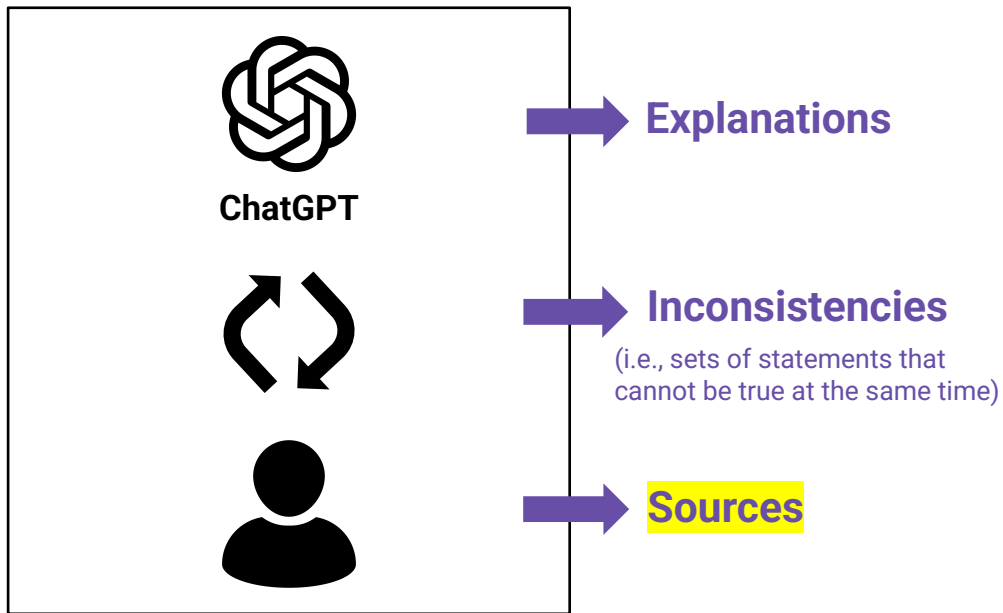 Explanations
ChatGPT
Inconsistencies
(i.e., sets of statements that
cannot be true at the same time)
Sources